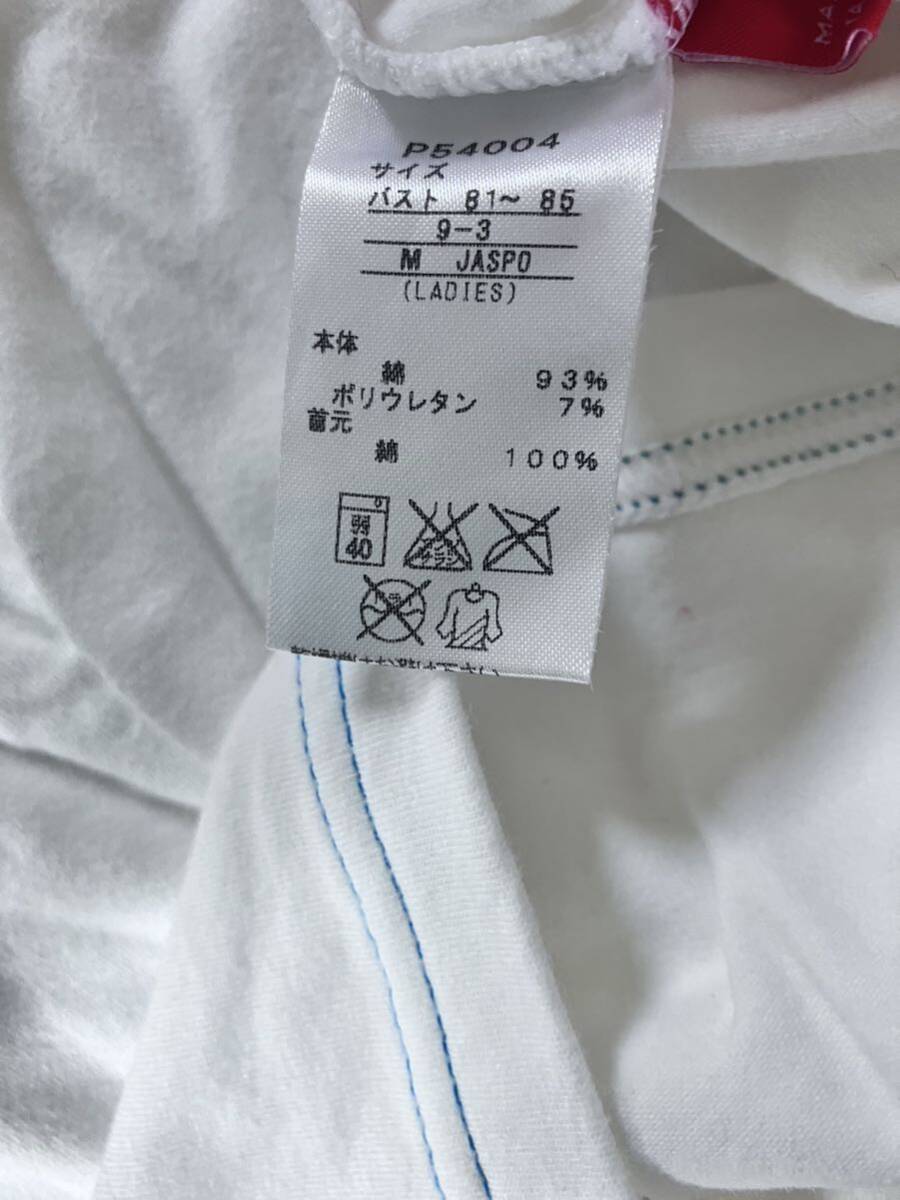 P54004
サイズ
バスト 81～ 85
9-3
M JASPO
(LADIES)
本体
綿 93%
ポリウレタン 7%
前元
綿 100%
弱
40